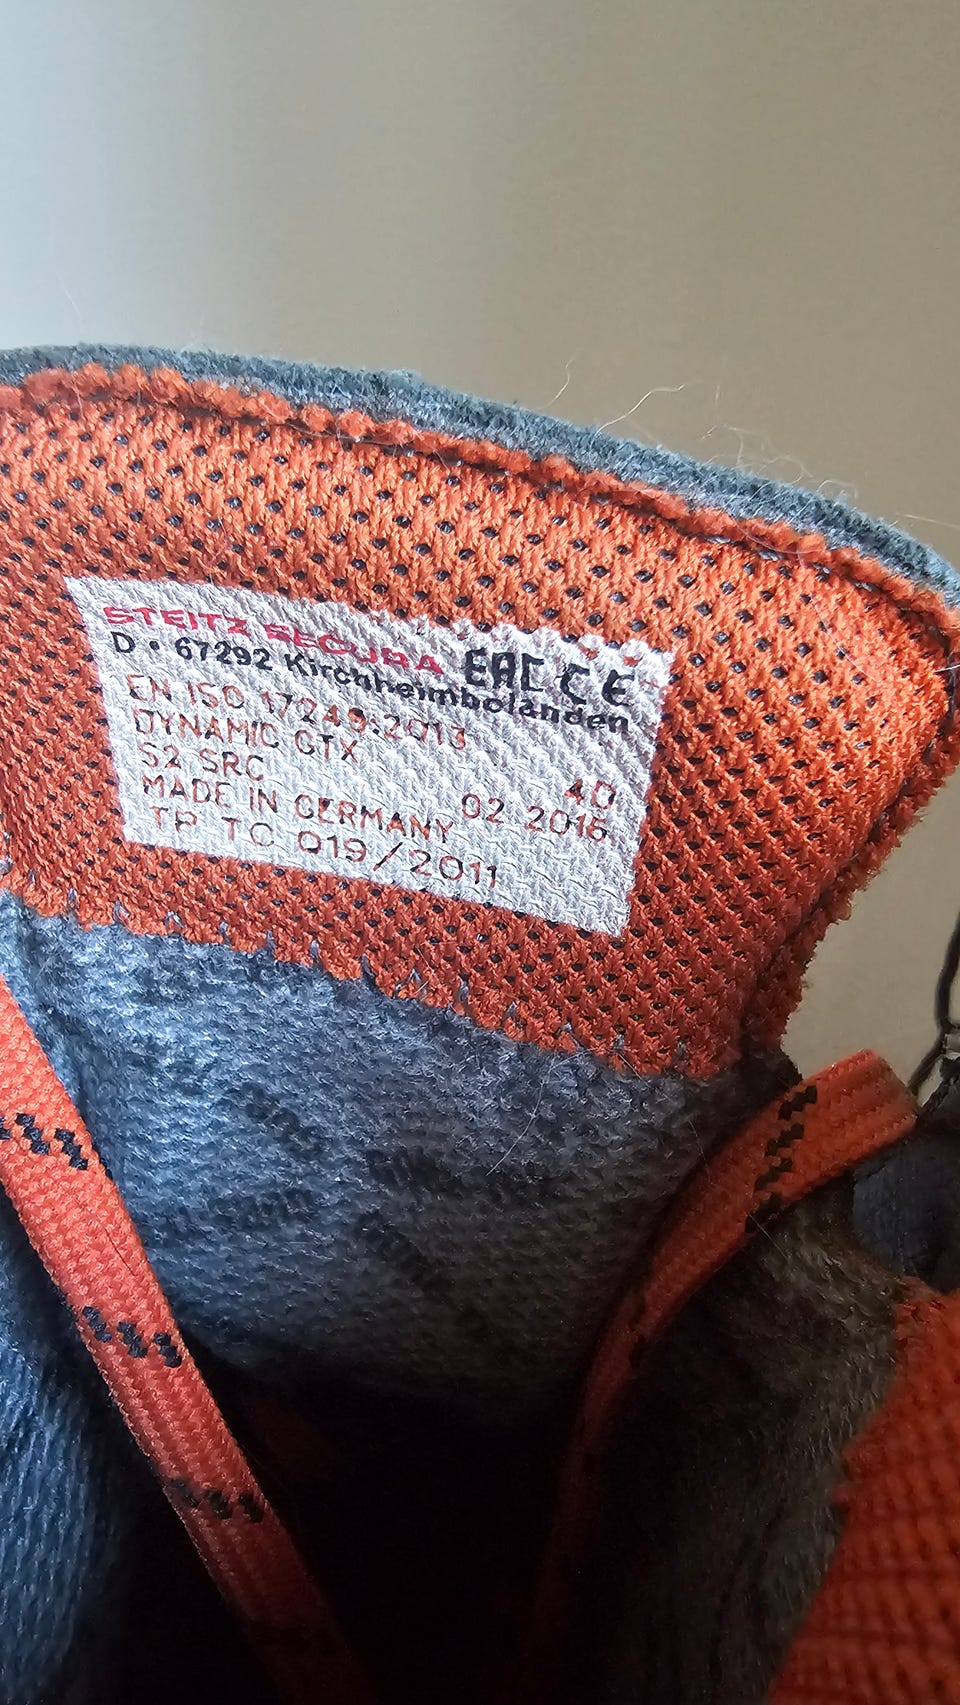 STEITZ SECURA EAC CE
D • 67292 Kirchheimbolanden
EN ISO 17249:2013
DYNAMIC GTX 40
S2 SRC 02 2016
MADE IN GERMANY
TP TC 019/2011